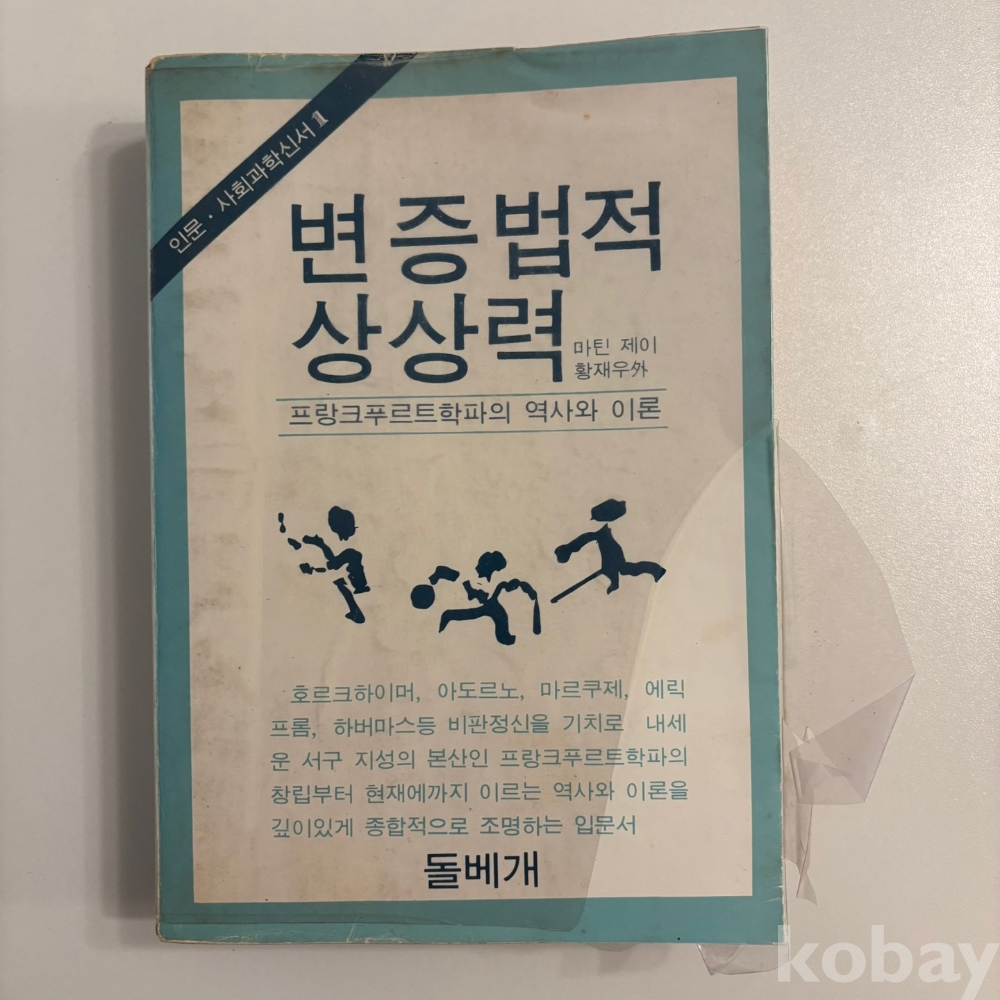 인문·사회과학신서 1
변증법적
상상력
마틴 제이
황재우外
프랑크푸르트학파의 역사와 이론
호르크하이머, 아도르노, 마르쿠제, 에릭
프롬, 하버마스등 비판정신을 기치로 내세
운 서구 지성의 본산인 프랑크푸르트학파의
창립부터 현재에까지 이르는 역사와 이론을
깊이있게 종합적으로 조명하는 입문서
돌베개
kobay